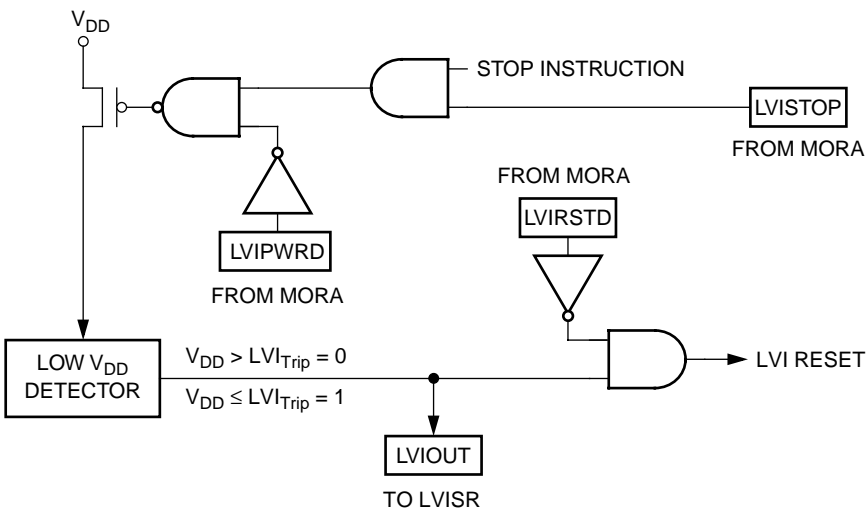 VDD
STOP INSTRUCTION
LVISTOP
FROM MORA
FROM MORA
LVIRSTD
LVIPWRD
FROM MORA
LOW VDD
DETECTOR
VDD > LVITrip = 0
VDD ≤ LVITrip = 1
LVI RESET
LVIOUT
TO LVISR